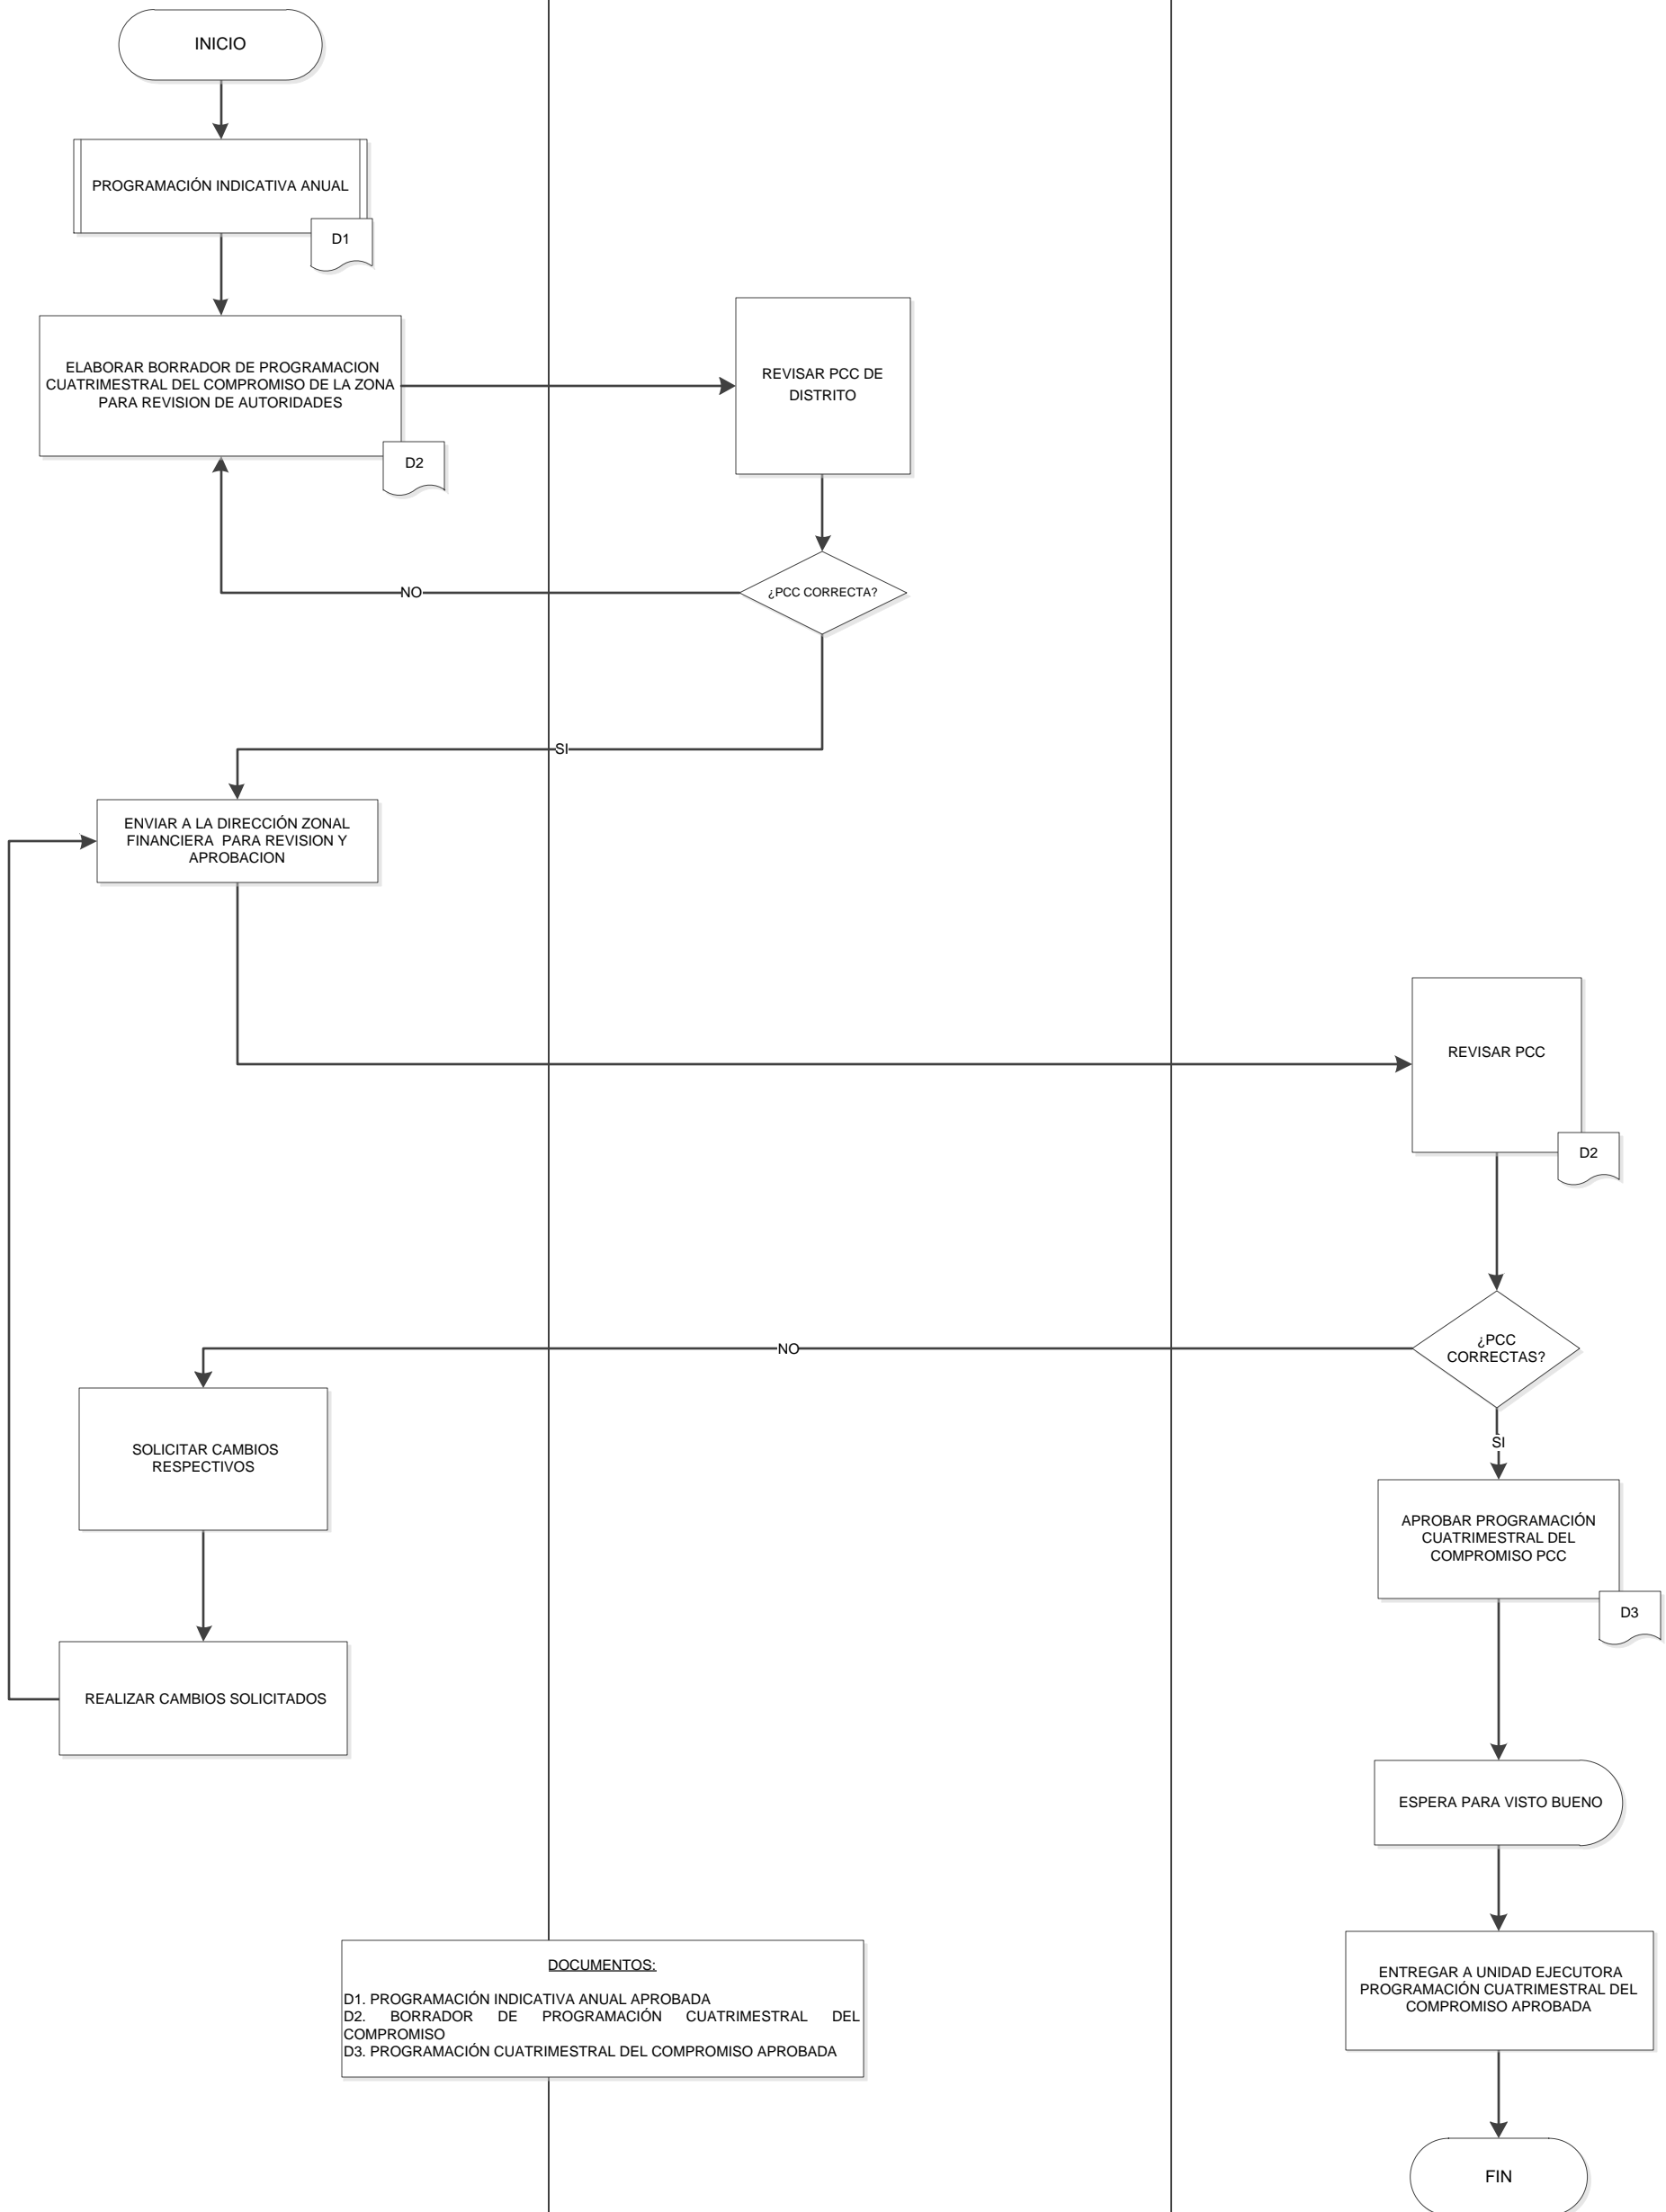 INICIO
PROGRAMACIÓN INDICATIVA ANUAL
D1
ELABORAR BORRADOR DE PROGRAMACION
CUATRIMESTRAL DEL COMPROMISO DE LA ZONA
PARA REVISION DE AUTORIDADES
D2
REVISAR PCC DE
DISTRITO
¿PCC CORRECTA?
NO
SI
ENVIAR A LA DIRECCIÓN ZONAL
FINANCIERA PARA REVISION Y
APROBACION
REVISAR PCC
D2
¿PCC
CORRECTAS?
NO
SI
SOLICITAR CAMBIOS
RESPECTIVOS
REALIZAR CAMBIOS SOLICITADOS
APROBAR PROGRAMACIÓN
CUATRIMESTRAL DEL
COMPROMISO PCC
D3
ESPERA PARA VISTO BUENO
ENTREGAR A UNIDAD EJECUTORA
PROGRAMACIÓN CUATRIMESTRAL DEL
COMPROMISO APROBADA
FIN
DOCUMENTOS:
D1. PROGRAMACIÓN INDICATIVA ANUAL APROBADA
D2. BORRADOR DE PROGRAMACIÓN CUATRIMESTRAL DEL
COMPROMISO
D3. PROGRAMACIÓN CUATRIMESTRAL DEL COMPROMISO APROBADA